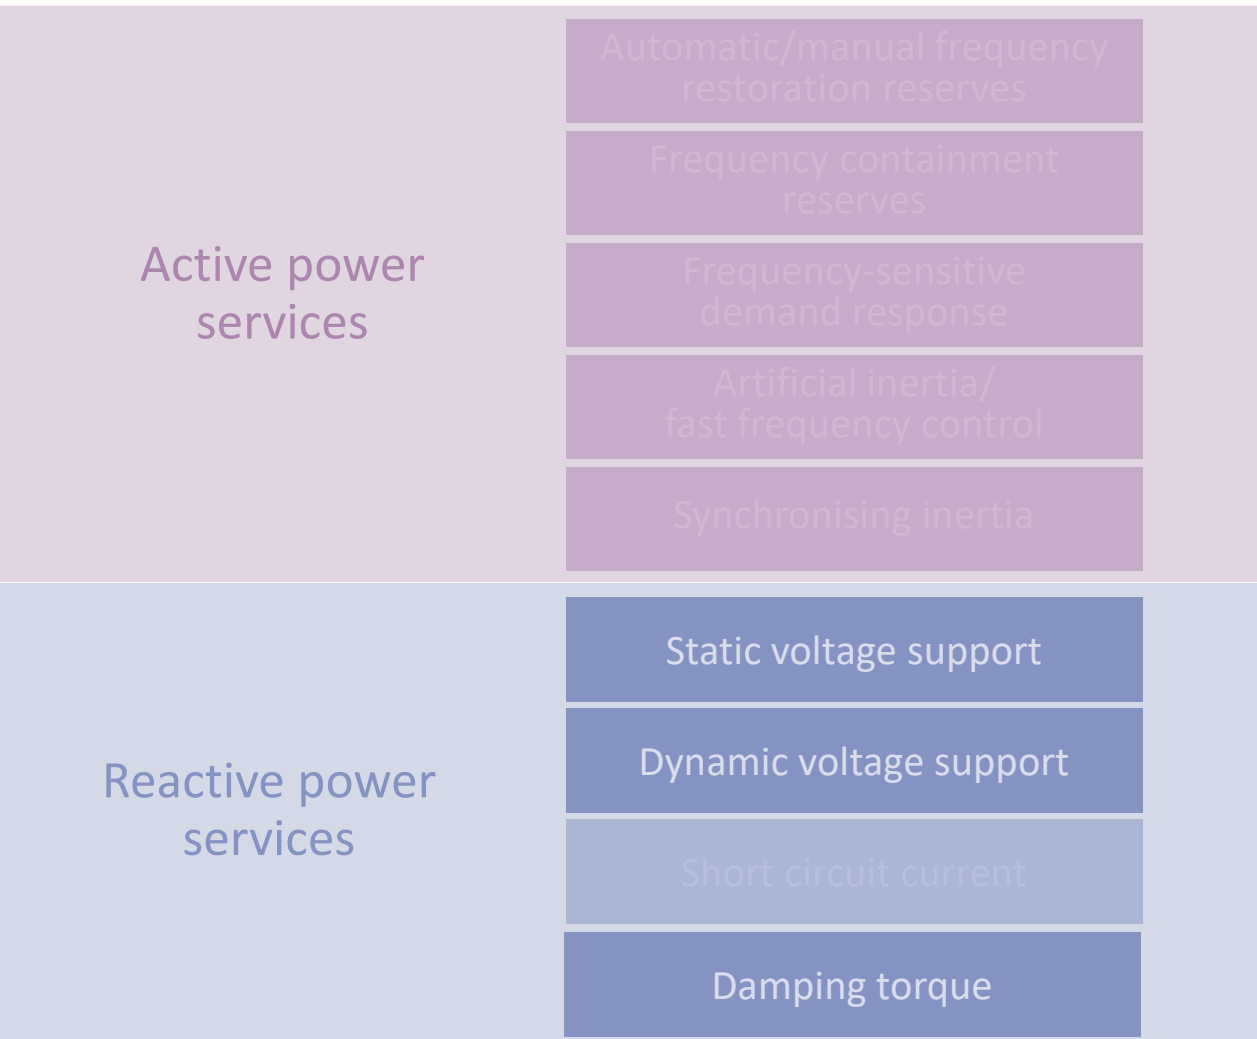 Active power
services
Automatic/manual frequency
restoration reserves
Frequency containment
reserves
Frequency-sensitive
demand response
Artificial inertia/
fast frequency control
Synchronising inertia
Reactive power
services
Static voltage support
Dynamic voltage support
Short circuit current
Damping torque